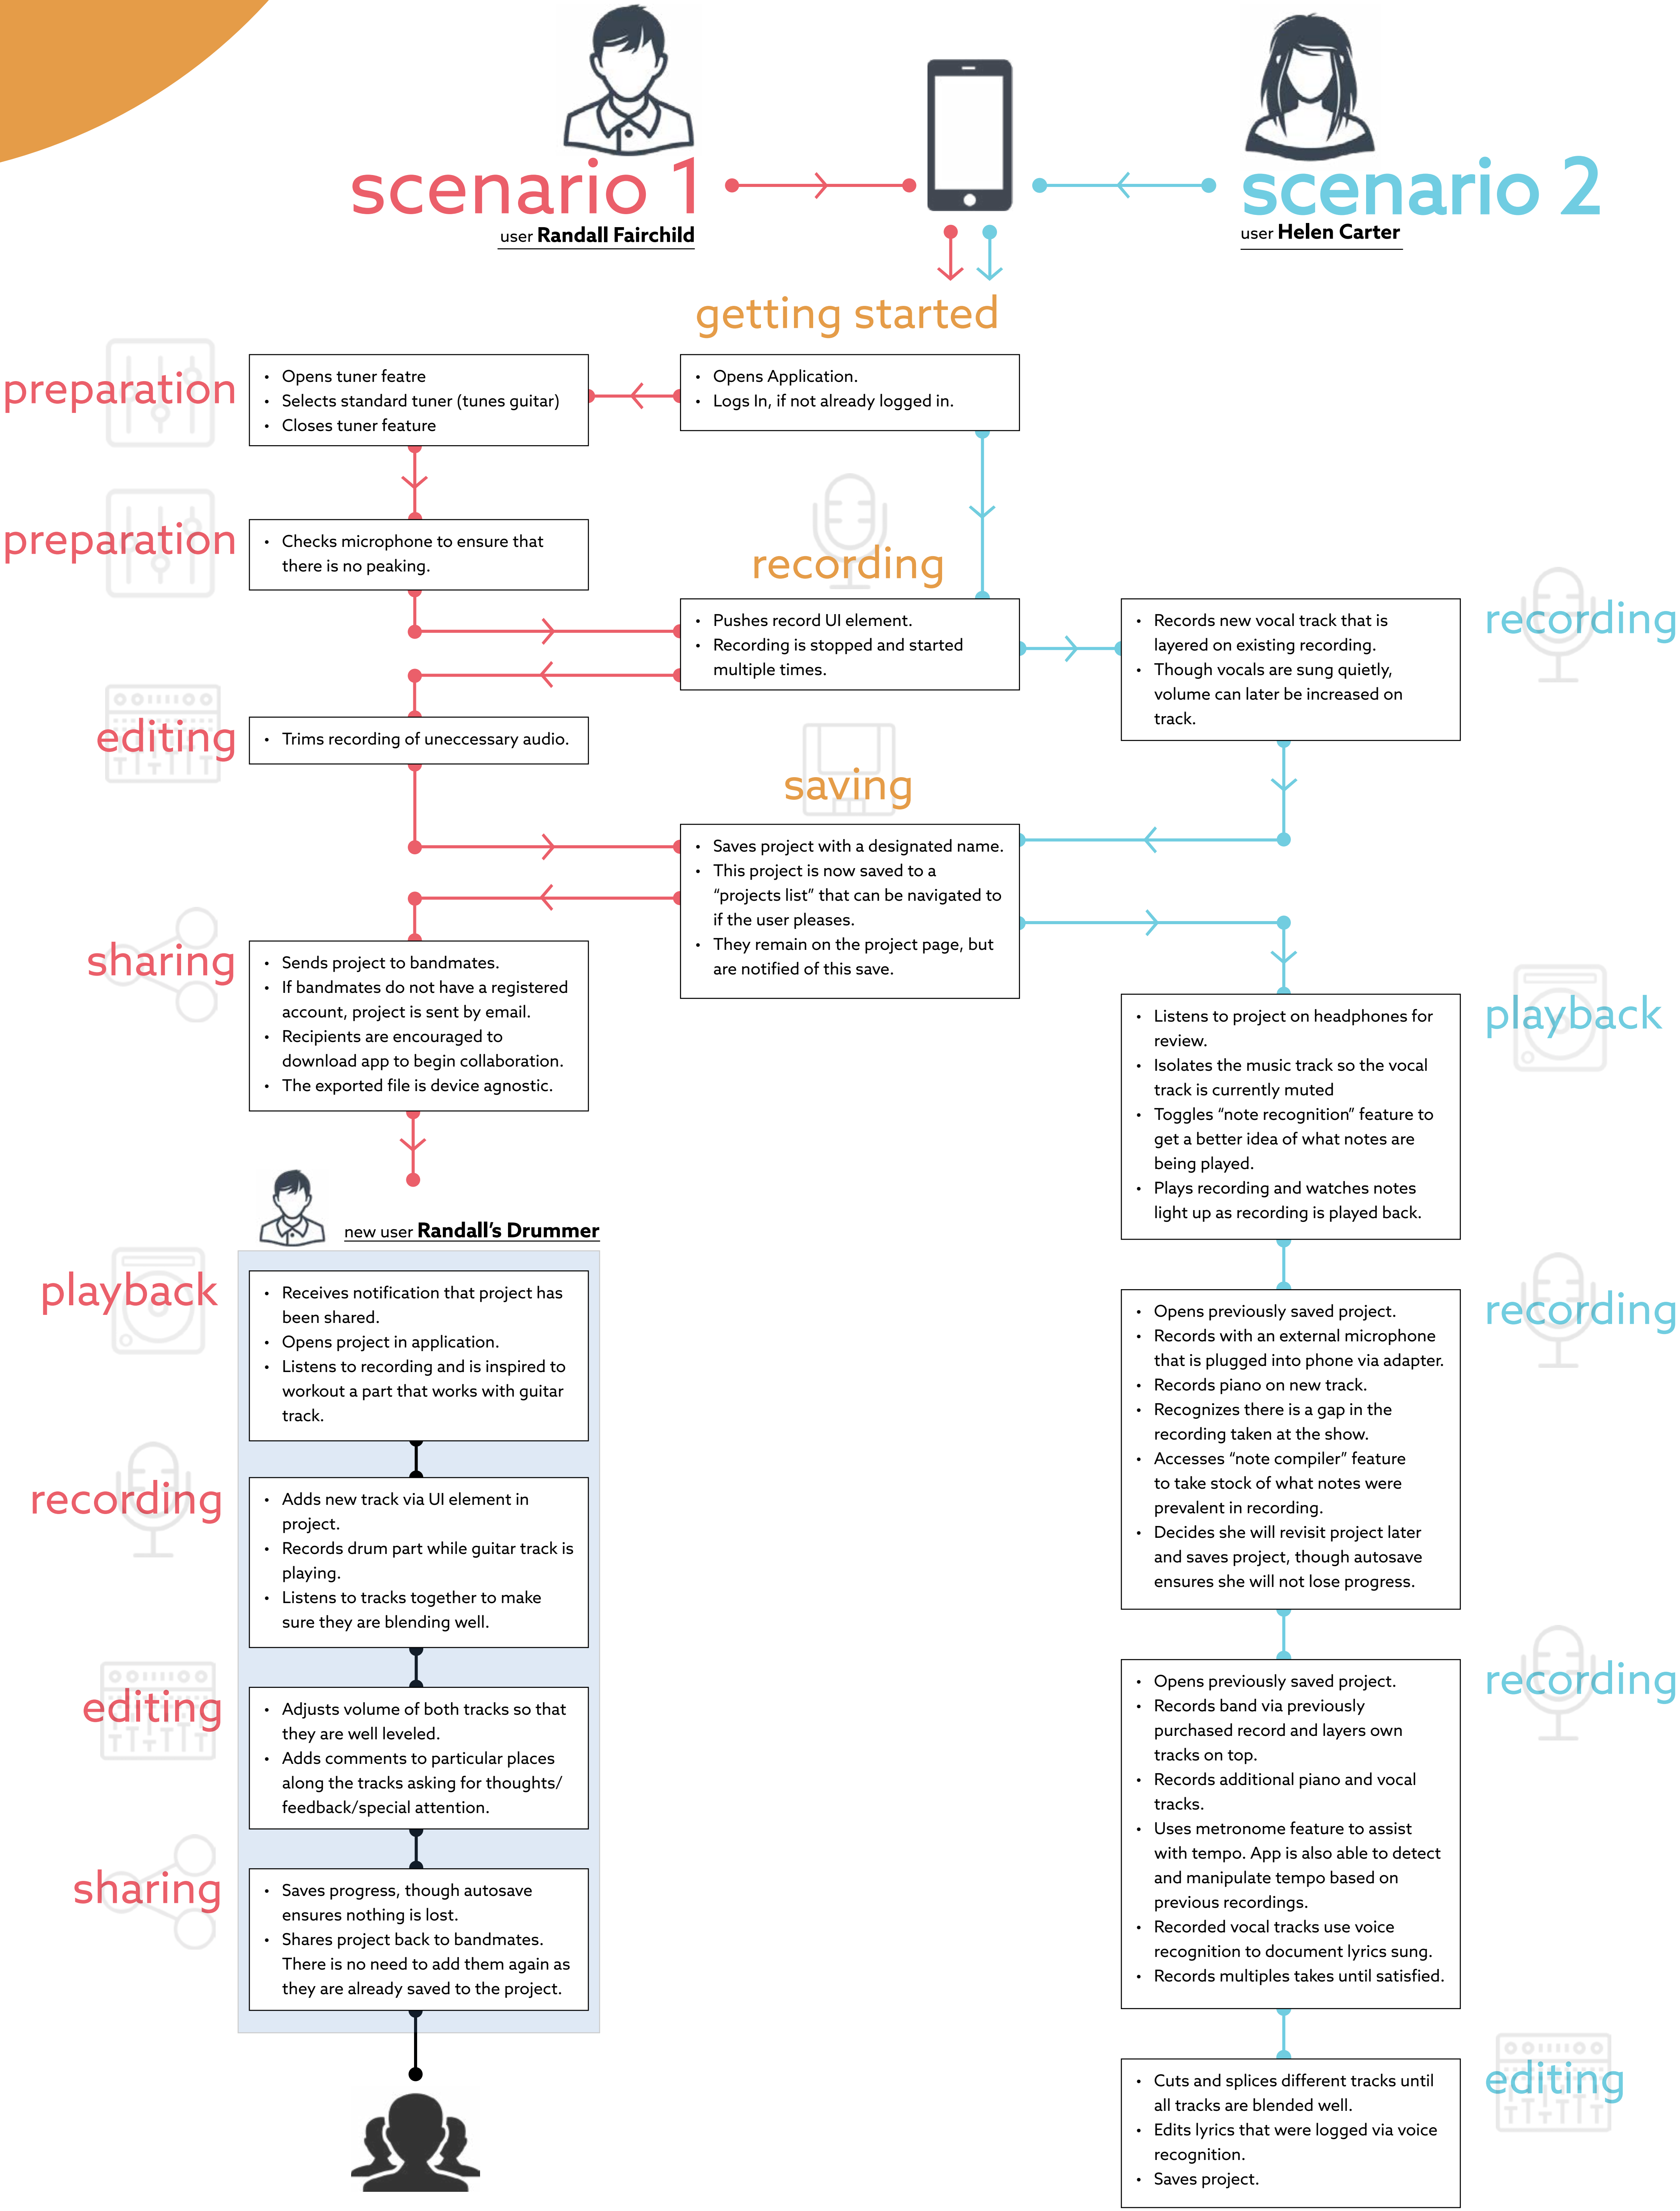 scenario 1
user Randall Fairchild
scenario 2
user Helen Carter
getting started
• Opens Application.
• Logs In, if not already logged in.
preparation
• Opens tuner featre
• Selects standard tuner (tunes guitar)
• Closes tuner feature
preparation
• Checks microphone to ensure that
there is no peaking.
recording
• Pushes record UI element.
• Recording is stopped and started
multiple times.
recording
• Records new vocal track that is
layered on existing recording.
• Though vocals are sung quietly,
volume can later be increased on
track.
editing
• Trims recording of uneccessary audio.
saving
• Saves project with a designated name.
• This project is now saved to a
“projects list” that can be navigated to
if the user pleases.
• They remain on the project page, but
are notified of this save.
sharing
• Sends project to bandmates.
• If bandmates do not have a registered
account, project is sent by email.
• Recipients are encouraged to
download app to begin collaboration.
• The exported file is device agnostic.
playback
• Listens to project on headphones for
review.
• Isolates the music track so the vocal
track is currently muted
• Toggles “note recognition” feature to
get a better idea of what notes are
being played.
• Plays recording and watches notes
light up as recording is played back.
new user Randall’s Drummer
playback
• Receives notification that project has
been shared.
• Opens project in application.
• Listens to recording and is inspired to
workout a part that works with guitar
track.
recording
• Adds new track via UI element in
project.
• Records drum part while guitar track is
playing.
• Listens to tracks together to make
sure they are blending well.
editing
• Adjusts volume of both tracks so that
they are well leveled.
• Adds comments to particular places
along the tracks asking for thoughts/
feedback/special attention.
sharing
• Saves progress, though autosave
ensures nothing is lost.
• Shares project back to bandmates.
There is no need to add them again as
they are already saved to the project.
recording
• Opens previously saved project.
• Records with an external microphone
that is plugged into phone via adapter.
• Records piano on new track.
• Recognizes there is a gap in the
recording taken at the show.
• Accesses “note compiler” feature
to take stock of what notes were
prevalent in recording.
• Decides she will revisit project later
and saves project, though autosave
ensures she will not lose progress.
recording
• Opens previously saved project.
• Records band via previously
purchased record and layers own
tracks on top.
• Records additional piano and vocal
tracks.
• Uses metronome feature to assist
with tempo. App is also able to detect
and manipulate tempo based on
previous recordings.
• Recorded vocal tracks use voice
recognition to document lyrics sung.
• Records multiples takes until satisfied.
editing
• Cuts and splices different tracks until
all tracks are blended well.
• Edits lyrics that were logged via voice
recognition.
• Saves project.